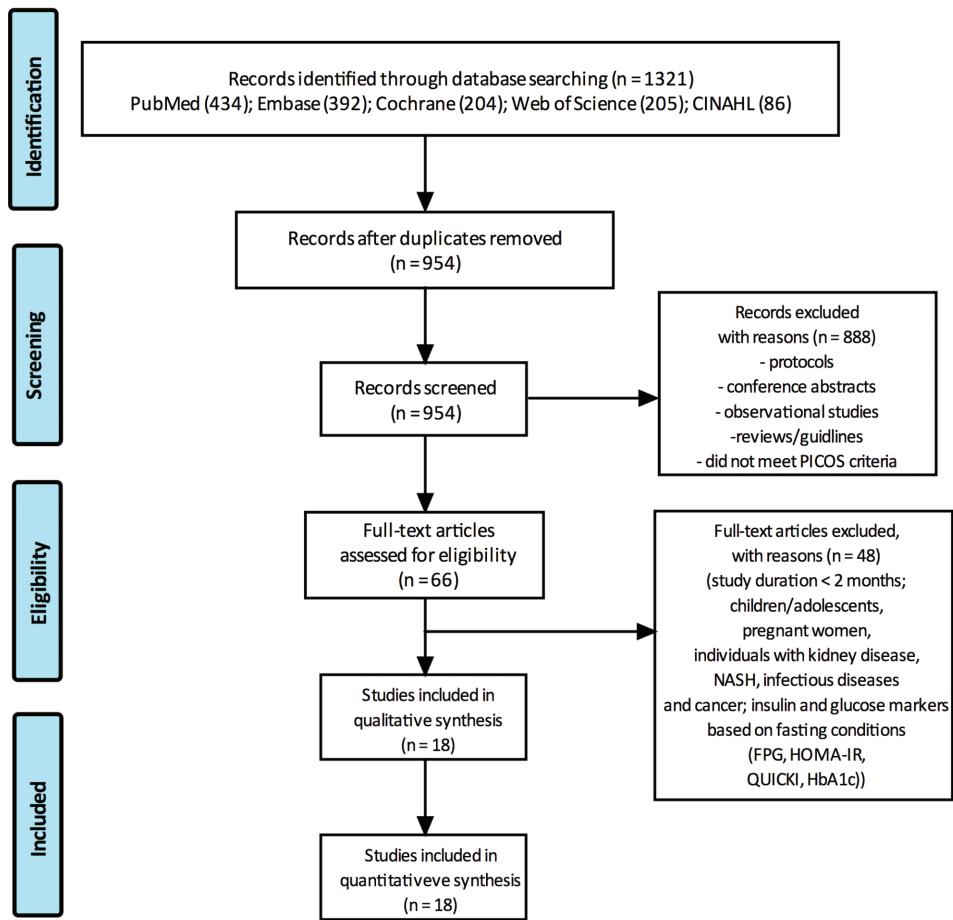 Identification
Records identified through database searching (n = 1321)
PubMed (434); Embase (392); Cochrane (204); Web of Science (205); CINAHL (86)
Records after duplicates removed
(n = 954)
Screening
Records screened
(n = 954)
Records excluded
with reasons (n = 888)
- protocols
- conference abstracts
- observational studies
-reviews/guidlines
- did not meet PICOS criteria
Eligibility
Full-text articles
assessed for eligibility
(n = 66)
Full-text articles excluded,
with reasons (n = 48)
(study duration < 2 months;
children/adolescents,
pregnant women,
individuals with kidney disease,
NASH, infectious diseases
and cancer; insulin and glucose markers
based on fasting conditions
(FPG, HOMA-IR,
QUICKI, HbA1c))
Included
Studies included in
qualitative synthesis
(n = 18)
Studies included in
quantitativeve synthesis
(n = 18)